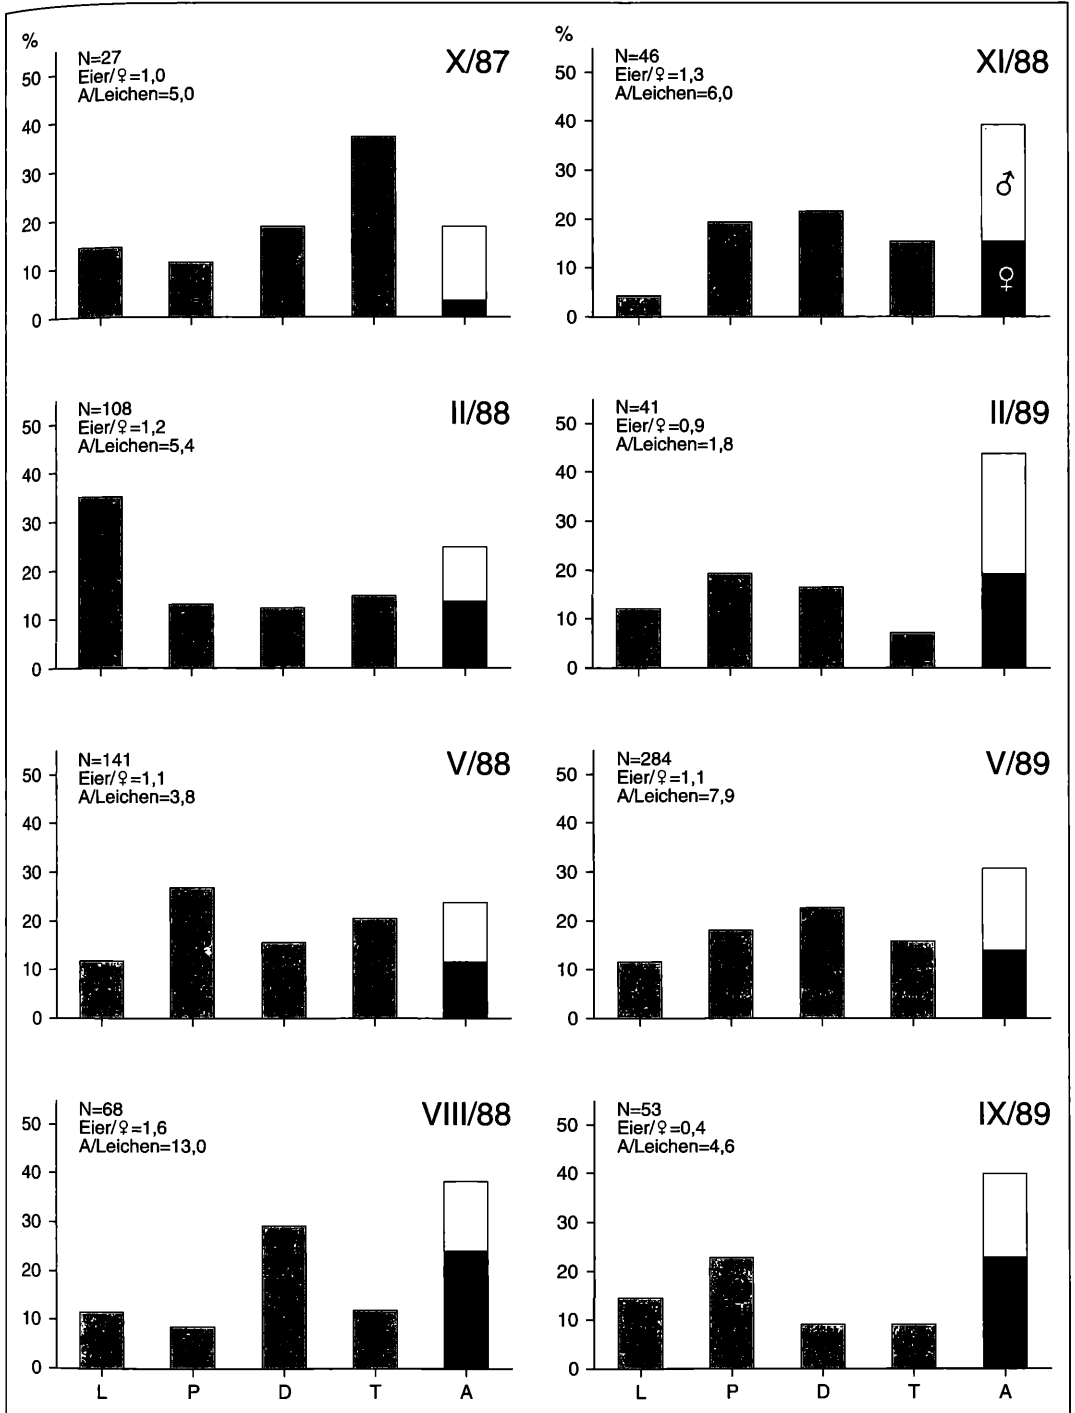 %
N=27
Eier/♀=1,0
A/Leichen=5,0
X/87
50
40
30
20
10
0
%
N=46
Eier/♀=1,3
A/Leichen=6,0
XI/88
50
40
30
20
10
0
♂
♀
N=108
Eier/♀=1,2
A/Leichen=5,4
II/88
50
40
30
20
10
0
N=41
Eier/♀=0,9
A/Leichen=1,8
II/89
50
40
30
20
10
0
N=141
Eier/♀=1,1
A/Leichen=3,8
V/88
50
40
30
20
10
0
N=284
Eier/♀=1,1
A/Leichen=7,9
V/89
50
40
30
20
10
0
N=68
Eier/♀=1,6
A/Leichen=13,0
VIII/88
50
40
30
20
10
0
L P D T A
N=53
Eier/♀=0,4
A/Leichen=4,6
IX/89
50
40
30
20
10
0
L P D T A